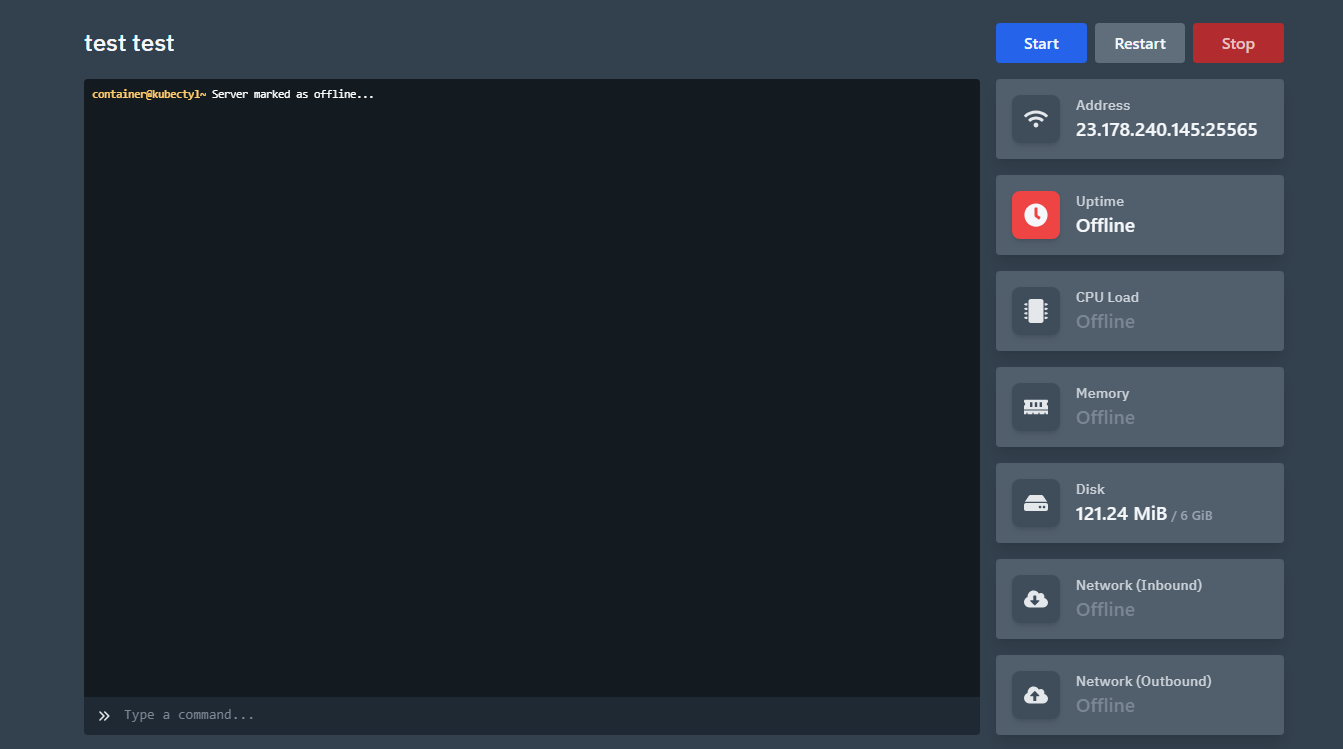 test test
Start
Restart
Stop
container@kubectyl~ Server marked as offline...
Type a command...
Address
23.178.240.145:25565
Uptime
Offline
CPU Load
Offline
Memory
Offline
Disk
121.24 MiB / 6 GiB
Network (Inbound)
Offline
Network (Outbound)
Offline